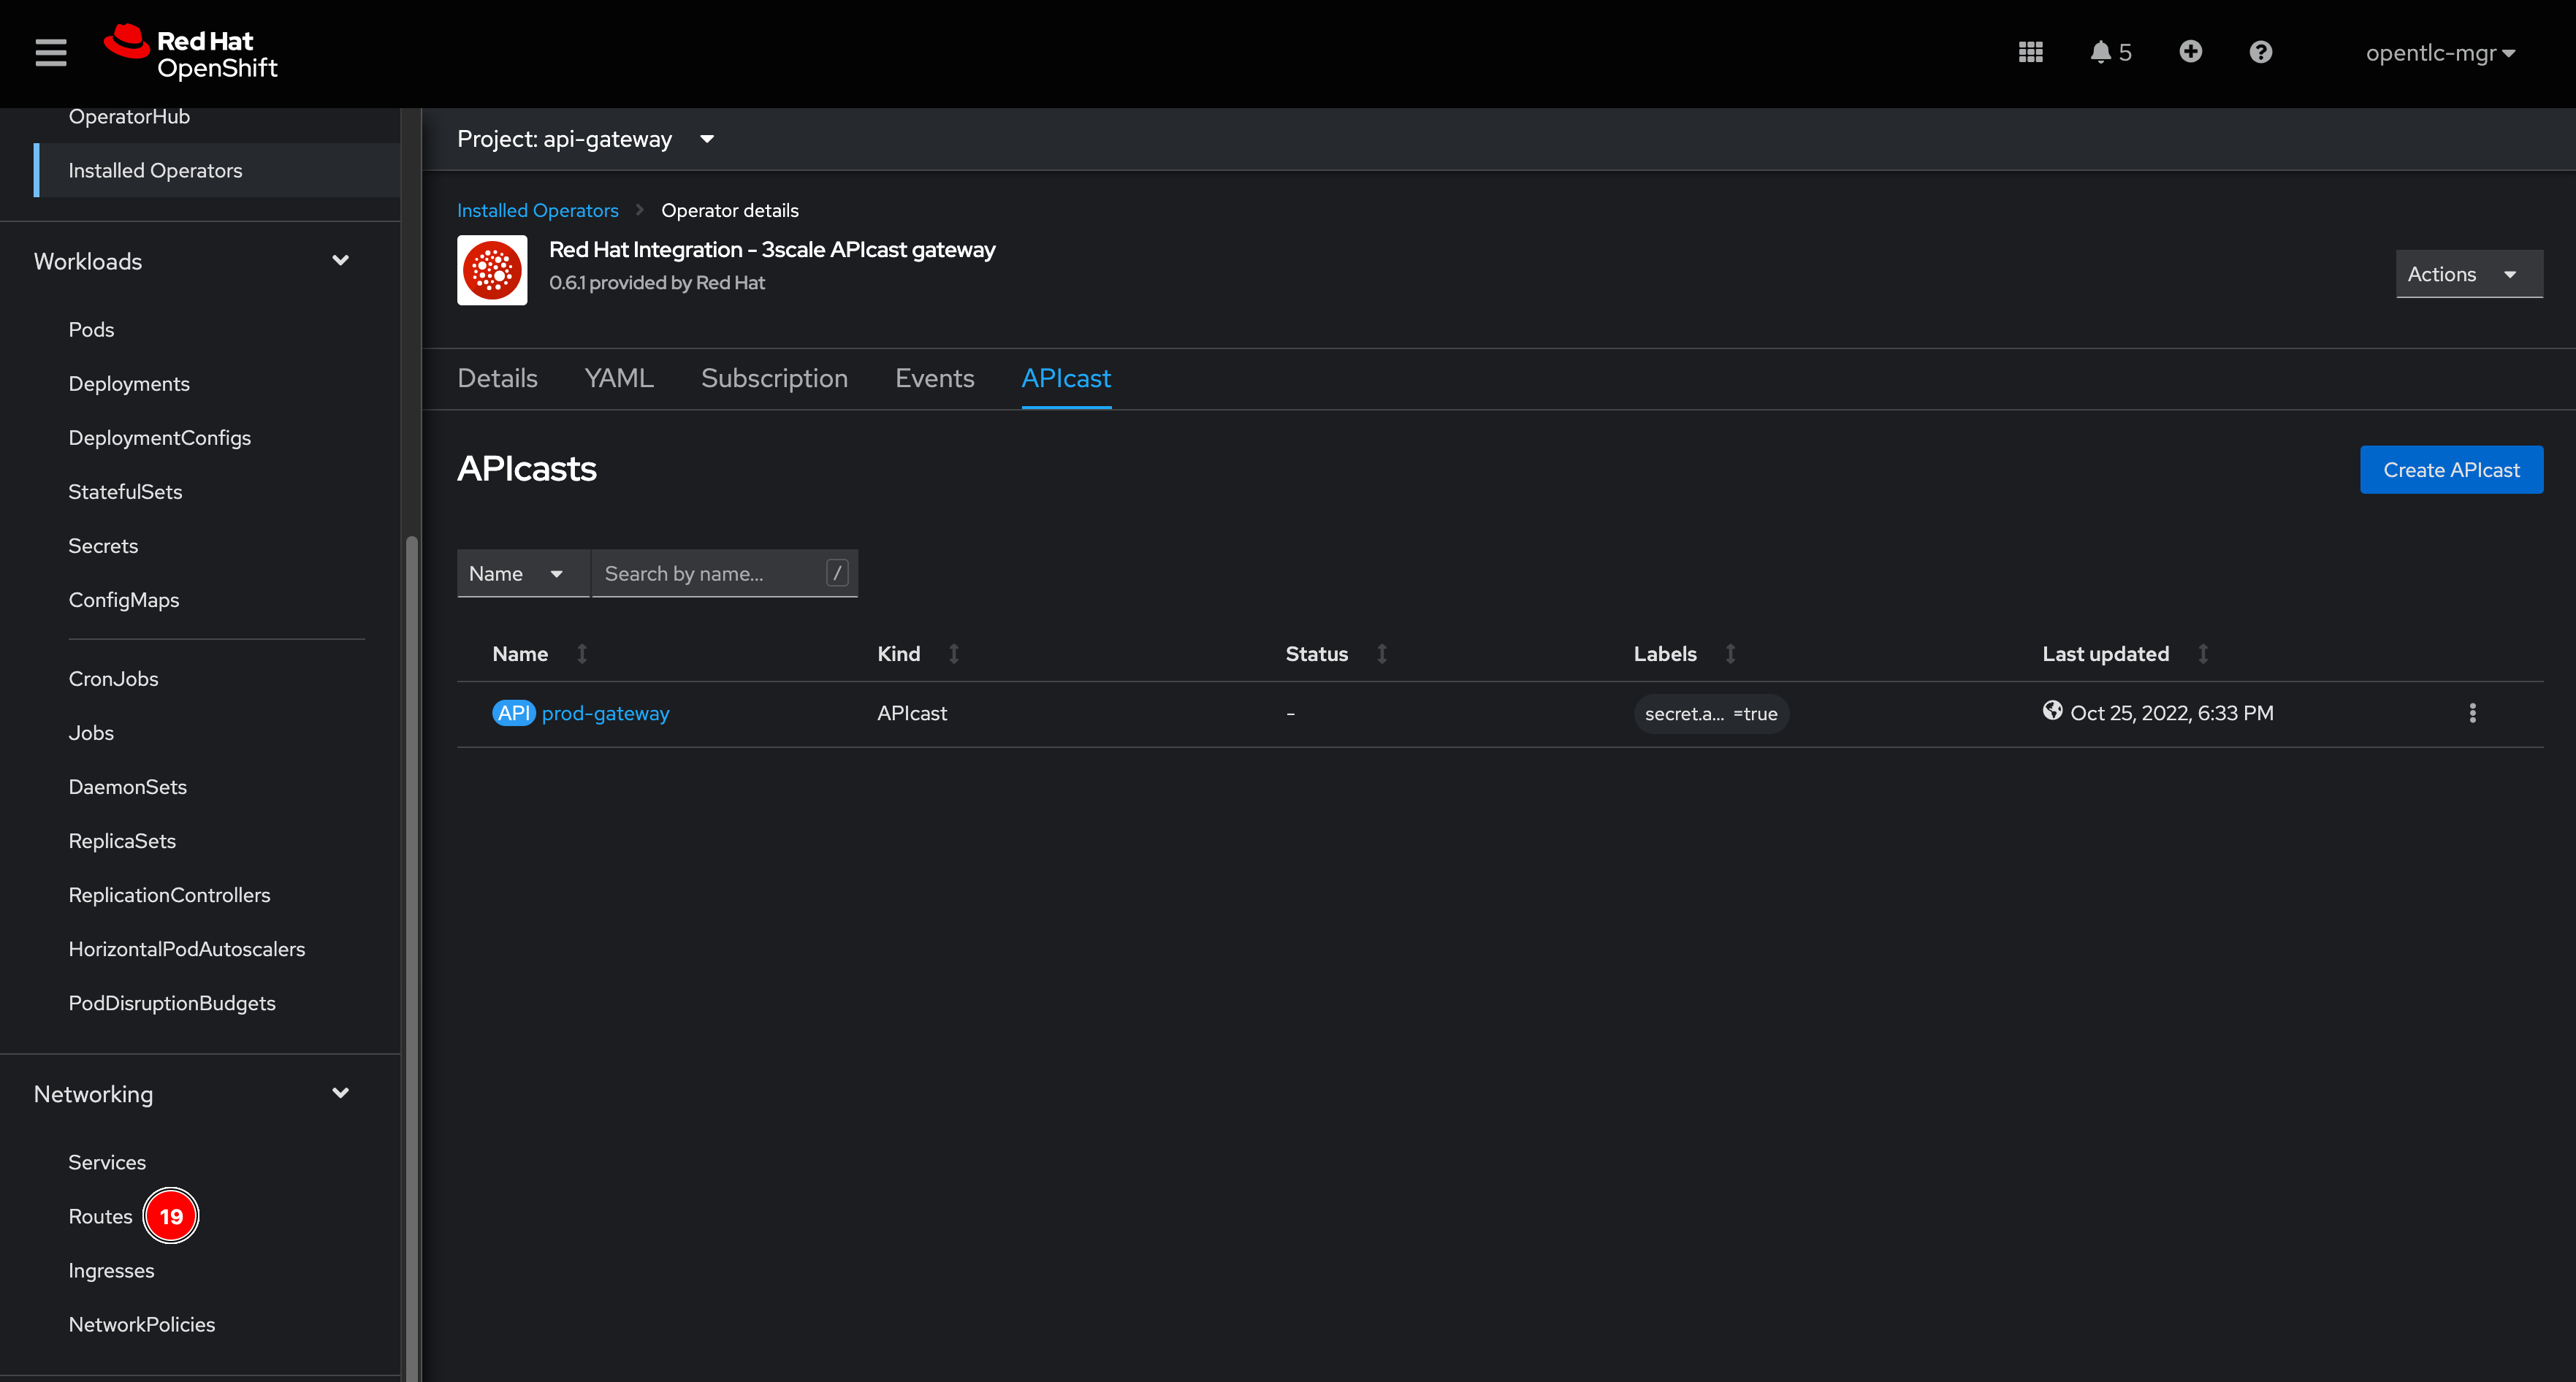 Red Hat
OpenShift
5
opentlc-mgr
OperatorHub
Installed Operators
Workloads
Pods
Deployments
DeploymentConfigs
StatefulSets
Secrets
ConfigMaps
CronJobs
Jobs
DaemonSets
ReplicaSets
ReplicationControllers
HorizontalPodAutoscalers
PodDisruptionBudgets
Networking
Services
Routes 19
Ingresses
NetworkPolicies
Project: api-gateway
Installed Operators Operator details
Red Hat Integration - 3scale APIcast gateway
0.6.1 provided by Red Hat
Actions
Details YAML Subscription Events APIcast
APIcasts
Create APIcast
Name Search by name... /
Name Kind Status Labels Last updated
API prod-gateway APIcast - secret.a... =true Oct 25, 2022, 6:33 PM